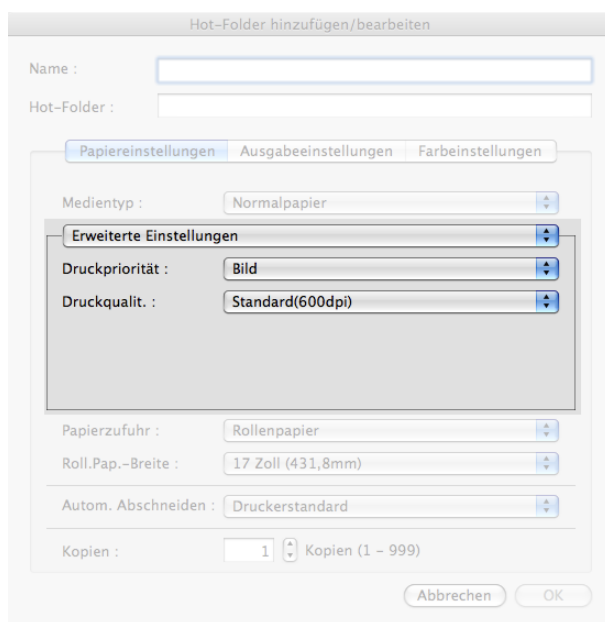 Hot-Folder hinzufügen/bearbeiten
Name :
Hot-Folder :
Papiereinstellungen Ausgabeeinstellungen Farbeinstellungen
Medientyp : Normalpapier
Erweiterte Einstellungen
Druckpriorität : Bild
Druckqualit. : Standard(600dpi)
Papierzufuhr : Rollenpapier
Roll.Pap.-Breite : 17 Zoll (431,8mm)
Autom. Abschneiden : Druckerstandard
Kopien : 1 Kopien (1 - 999)
Abbrechen OK